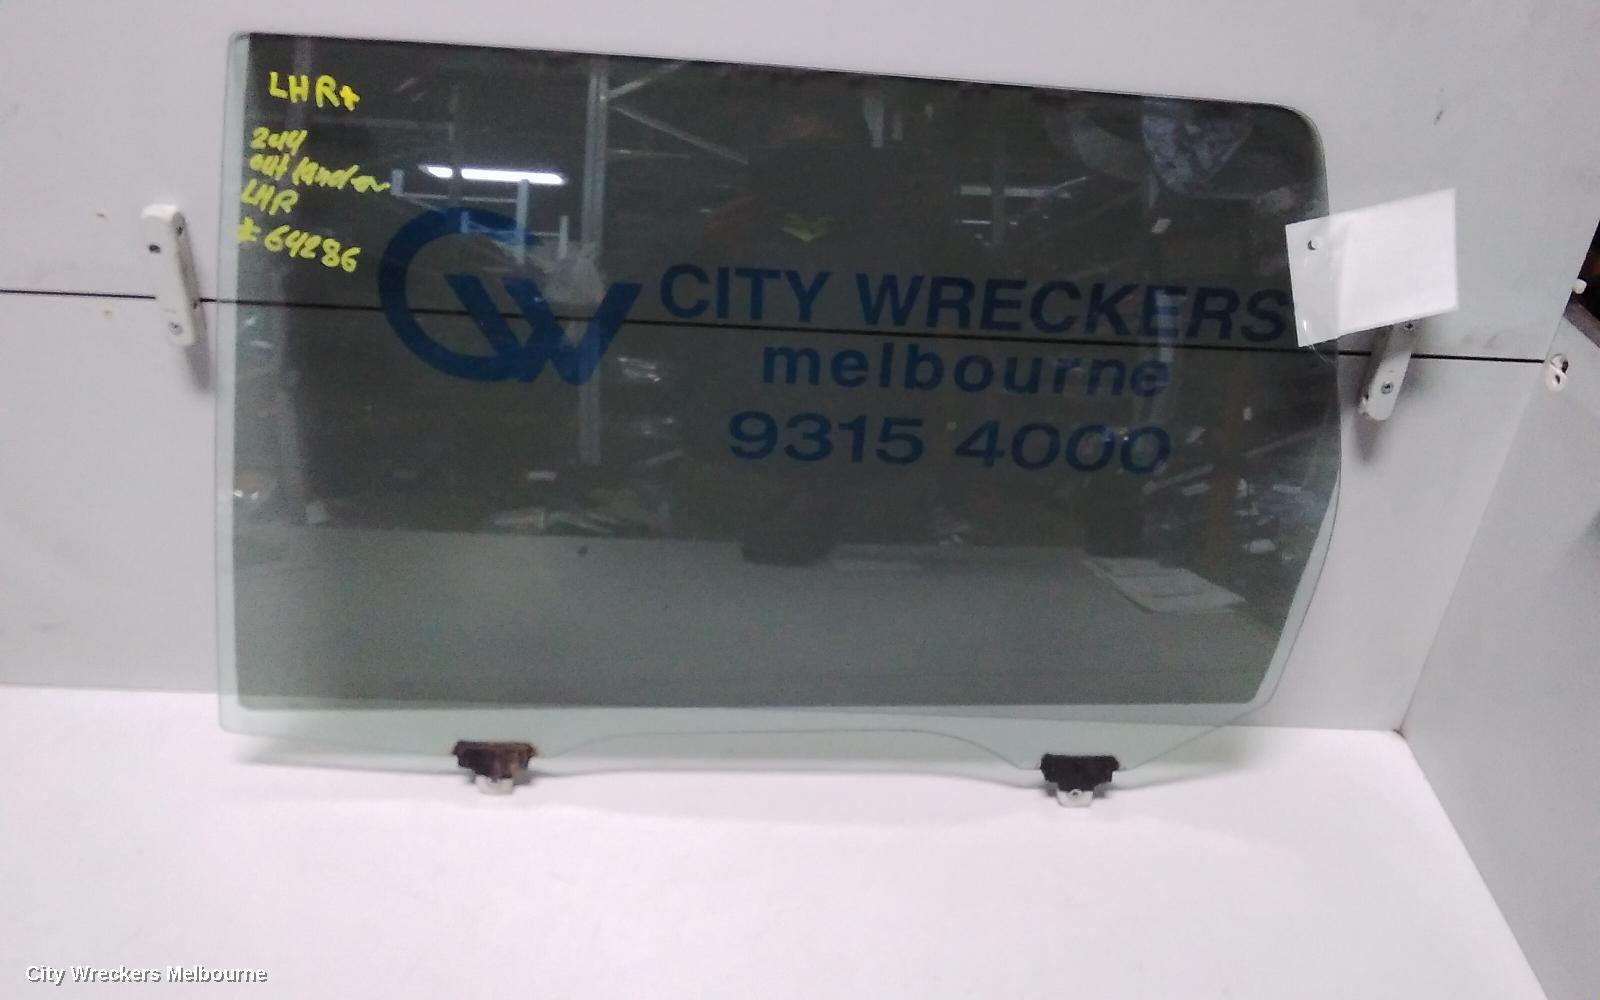 LHR+
2014
outlander
LHR
# 64286
CW
CITY WRECKERS
melbourne
9315 4000
City Wreckers Melbourne